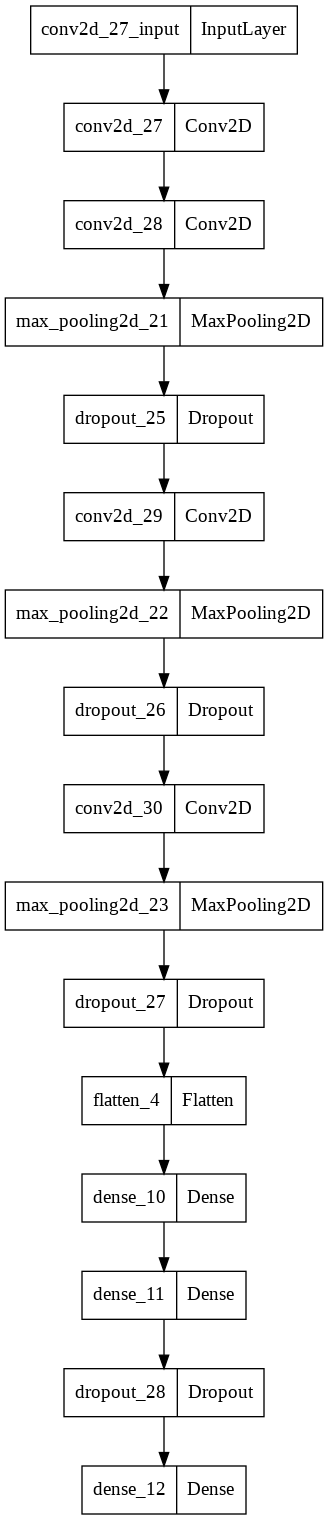 conv2d_27_input InputLayer
conv2d_27 Conv2D
conv2d_28 Conv2D
max_pooling2d_21 MaxPooling2D
dropout_25 Dropout
conv2d_29 Conv2D
max_pooling2d_22 MaxPooling2D
dropout_26 Dropout
conv2d_30 Conv2D
max_pooling2d_23 MaxPooling2D
dropout_27 Dropout
flatten_4 Flatten
dense_10 Dense
dense_11 Dense
dropout_28 Dropout
dense_12 Dense